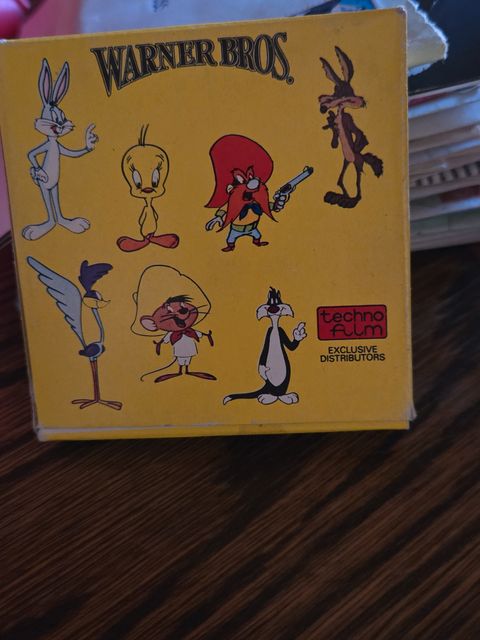 WARNER BROS.
techno
film
EXCLUSIVE
DISTRIBUTORS